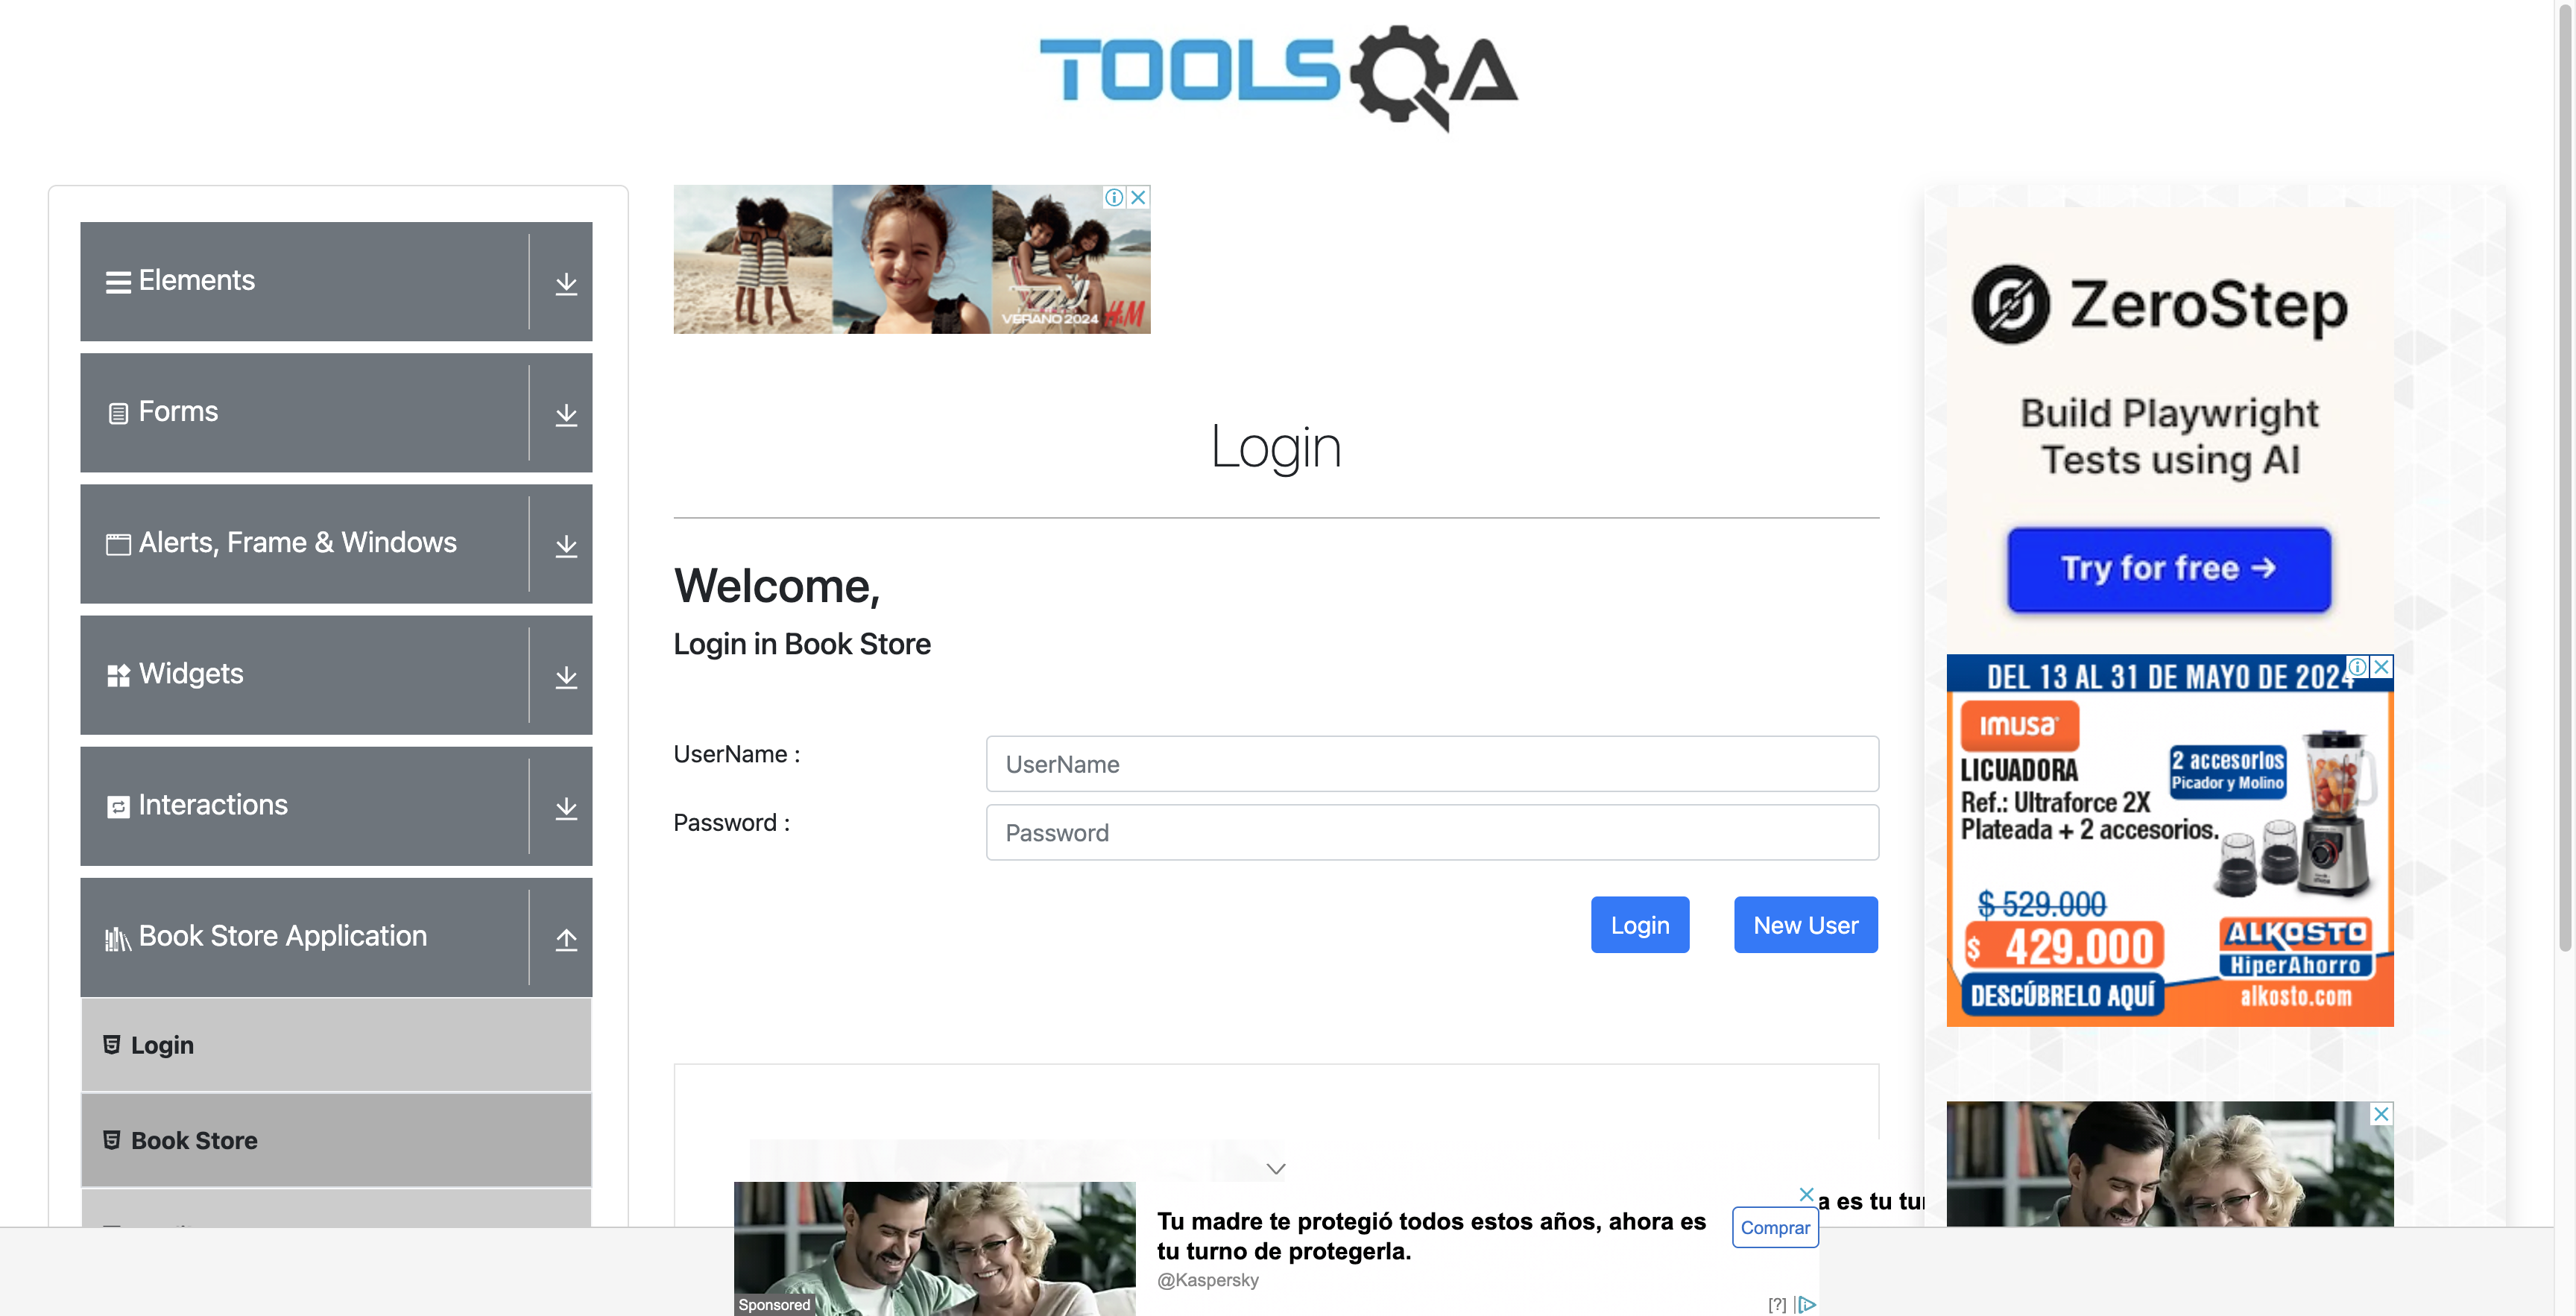 TOOLSQA
Elements
Forms
Alerts, Frame & Windows
Widgets
Interactions
Book Store Application
Login
Book Store
VERANO 2024 H&M
Login
Welcome,
Login in Book Store
UserName :
UserName
Password :
Password
Login
New User
ZeroStep
Build Playwright
Tests using AI
Try for free →
DEL 13 AL 31 DE MAYO DE 2024
IMUSA
LICUADORA
Ref.: Ultraforce 2X
Plateada + 2 accesorios.
2 accesorios
Picador y Molino
$ 529.000
$ 429.000
DESCÚBRELO AQUÍ
ALKOSTO
HiperAhorro
alkosto.com
Tu madre te protegió todos estos años, ahora es
tu turno de protegerla.
@Kaspersky
Comprar
a es tu tur
Sponsored
[?]